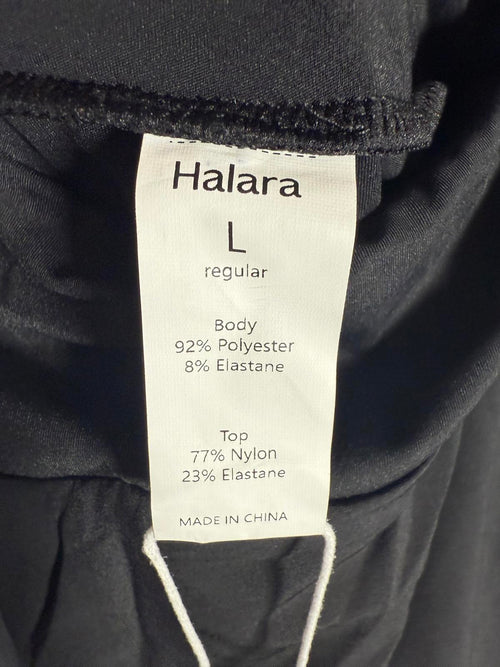 Halara
L
regular
Body
92% Polyester
8% Elastane
Top
77% Nylon
23% Elastane
MADE IN CHINA